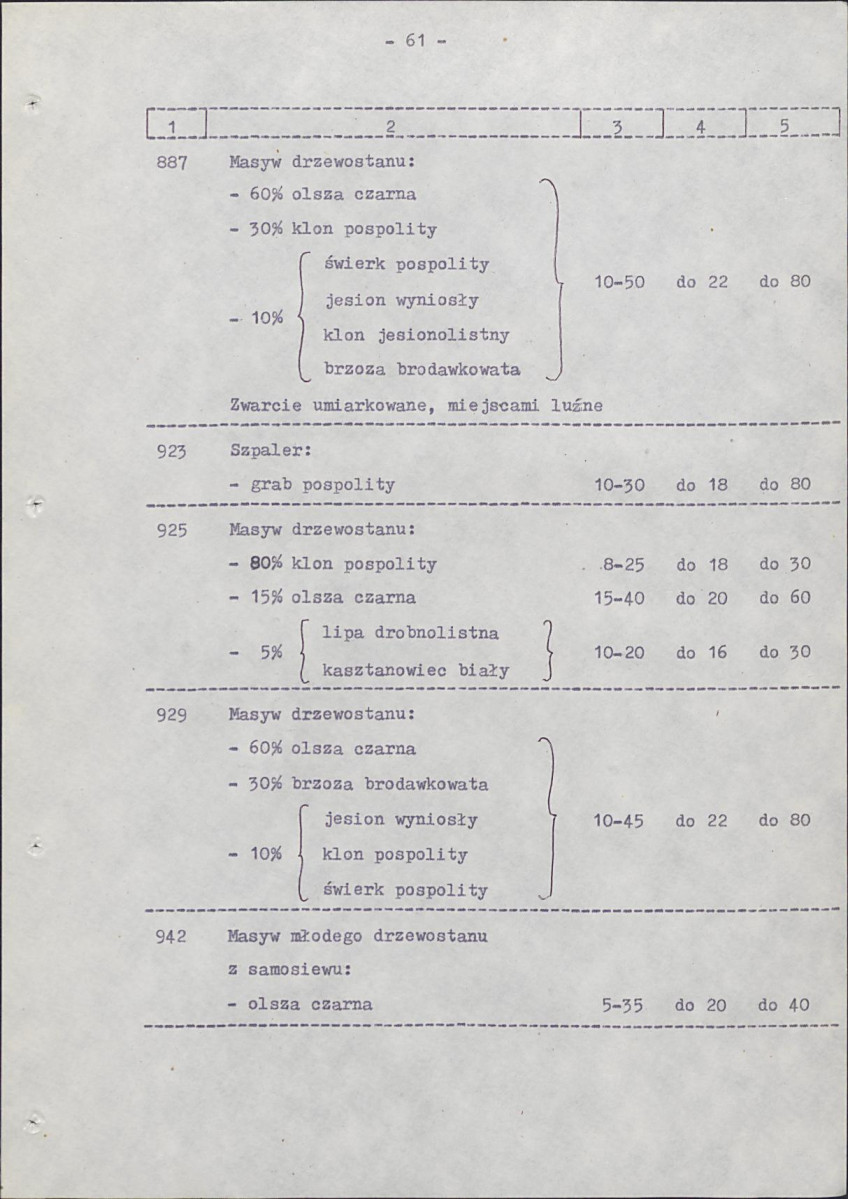 - 61 -
1 2 3 4 5
887 Masyw drzewostanu:
- 60% olsza czarna
- 30% klon pospolity
świerk pospolity
10-50 do 22 do 80
jesion wyniosły
- 10%
klon jesionolistny
brzoza brodawkowata
Zwarcie umiarkowane, miejscami luźne
923 Szpaler:
- grab pospolity 10-30 do 18 do 80
925 Masyw drzewostanu:
- 80% klon pospolity 8-25 do 18 do 30
- 15% olsza czarna 15-40 do 20 do 60
lipa drobnolistna
- 5% 10-20 do 16 do 30
kasztanowiec biały
929 Masyw drzewostanu:
- 60% olsza czarna
- 30% brzoza brodawkowata
jesion wyniosły 10-45 do 22 do 80
- 10% klon pospolity
świerk pospolity
942 Masyw młodego drzewostanu
z samosiewu:
- olsza czarna 5-35 do 20 do 40